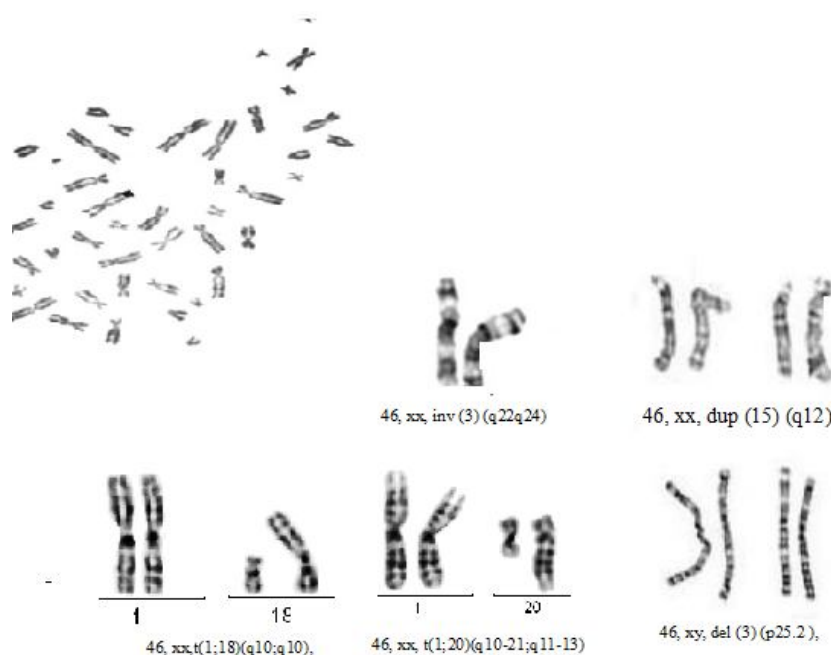 46, xx, inv (3) (q22q24)
46, xx, dup (15) (q12)
1
18
1
20
46, xx,t(1;18)(q10;q10),
46, xx, t(1;20)(q10-21;q11-13)
46, xy, del (3) (p25.2),